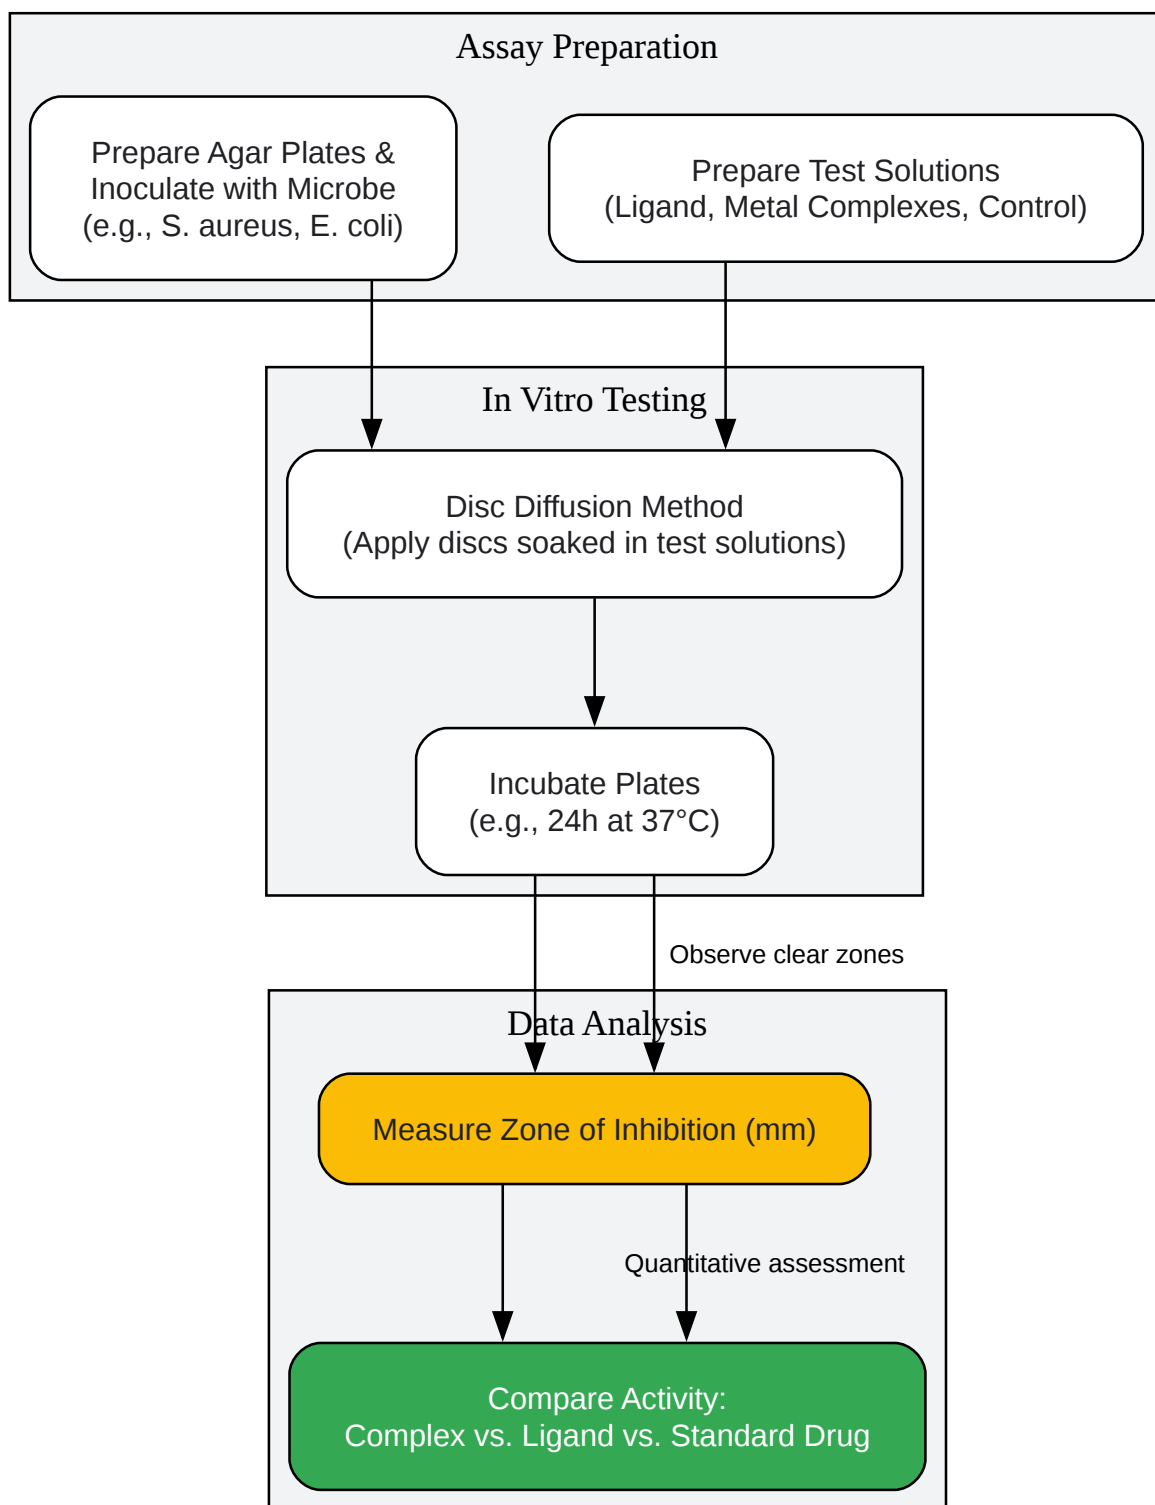 Assay Preparation
Prepare Agar Plates &
Inoculate with Microbe
(e.g., S. aureus, E. coli)
Prepare Test Solutions
(Ligand, Metal Complexes, Control)
In Vitro Testing
Disc Diffusion Method
(Apply discs soaked in test solutions)
Incubate Plates
(e.g., 24h at 37°C)
Observe clear zones
Data Analysis
Measure Zone of Inhibition (mm)
Quantitative assessment
Compare Activity:
Complex vs. Ligand vs. Standard Drug